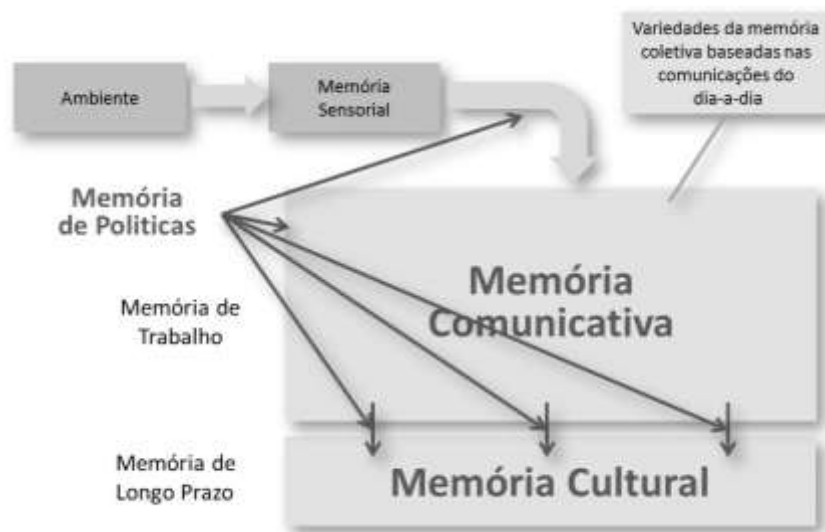 Variedades da memória
coletiva baseadas nas
comunicações do
dia-a-dia
Ambiente
Memória
Sensorial
Memória
de Politicas
Memória
Comunicativa
Memória de
Trabalho
Memória de
Longo Prazo
Memória Cultural